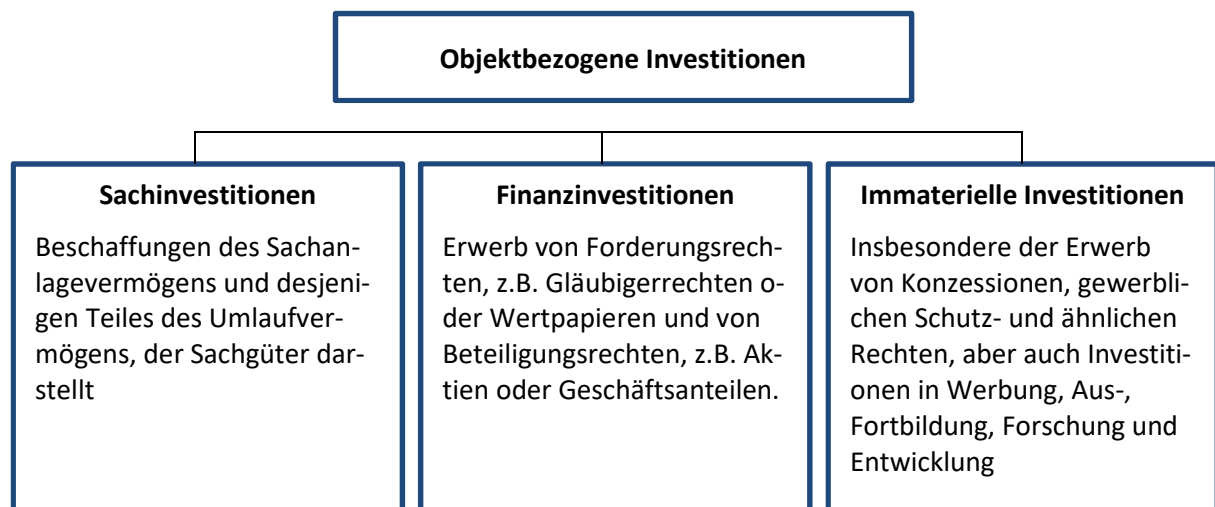 Objektbezogene Investitionen
Sachinvestitionen
Beschaffungen des Sachan-
lagevermögens und desjeni-
gen Teiles des Umlaufver-
mögens, der Sachgüter dar-
stellt
Finanzinvestitionen
Erwerb von Forderungsrech-
ten, z.B. Gläubigerrechten o-
der Wertpapieren und von
Beteiligungsrechten, z.B. Ak-
tien oder Geschäftsanteilen.
Immaterielle Investitionen
Insbesondere der Erwerb
von Konzessionen, gewerbli-
chen Schutz- und ähnlichen
Rechten, aber auch Investiti-
onen in Werbung, Aus-,
Fortbildung, Forschung und
Entwicklung